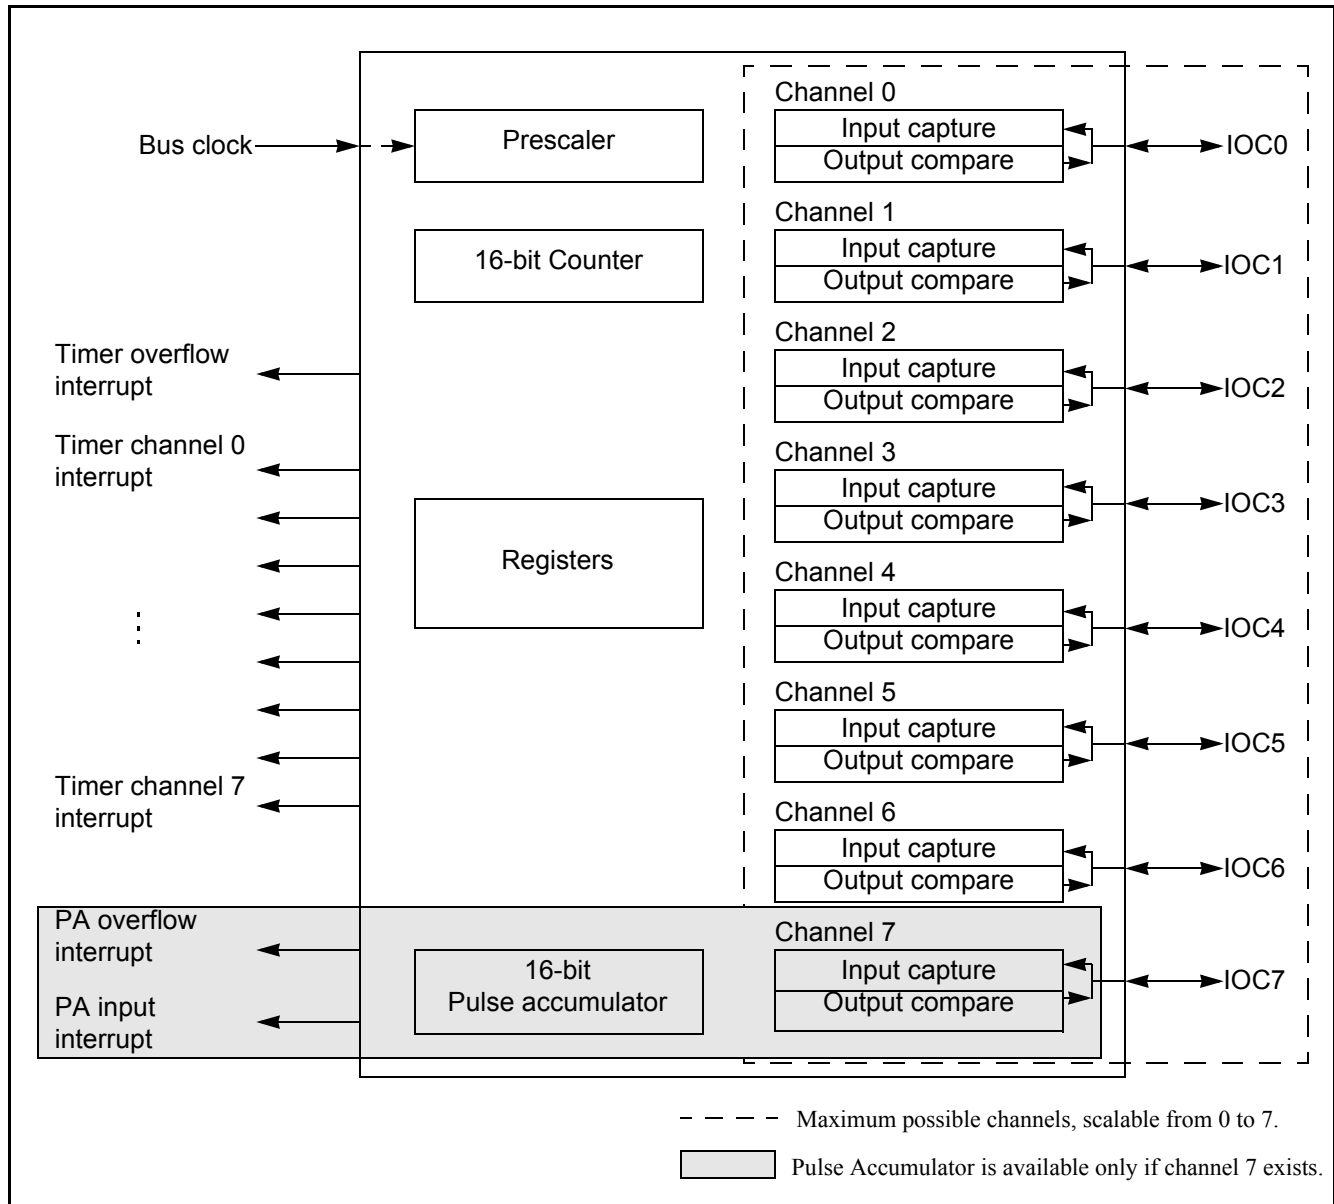 Bus clock
Prescaler
16-bit Counter
Timer overflow
interrupt
Timer channel 0
interrupt
Registers
⋮
Timer channel 7
interrupt
PA overflow
interrupt
PA input
interrupt
16-bit
Pulse accumulator
Channel 0
Input capture
Output compare
IOC0
Channel 1
Input capture
Output compare
IOC1
Channel 2
Input capture
Output compare
IOC2
Channel 3
Input capture
Output compare
IOC3
Channel 4
Input capture
Output compare
IOC4
Channel 5
Input capture
Output compare
IOC5
Channel 6
Input capture
Output compare
IOC6
Channel 7
Input capture
Output compare
IOC7
Maximum possible channels, scalable from 0 to 7.
Pulse Accumulator is available only if channel 7 exists.